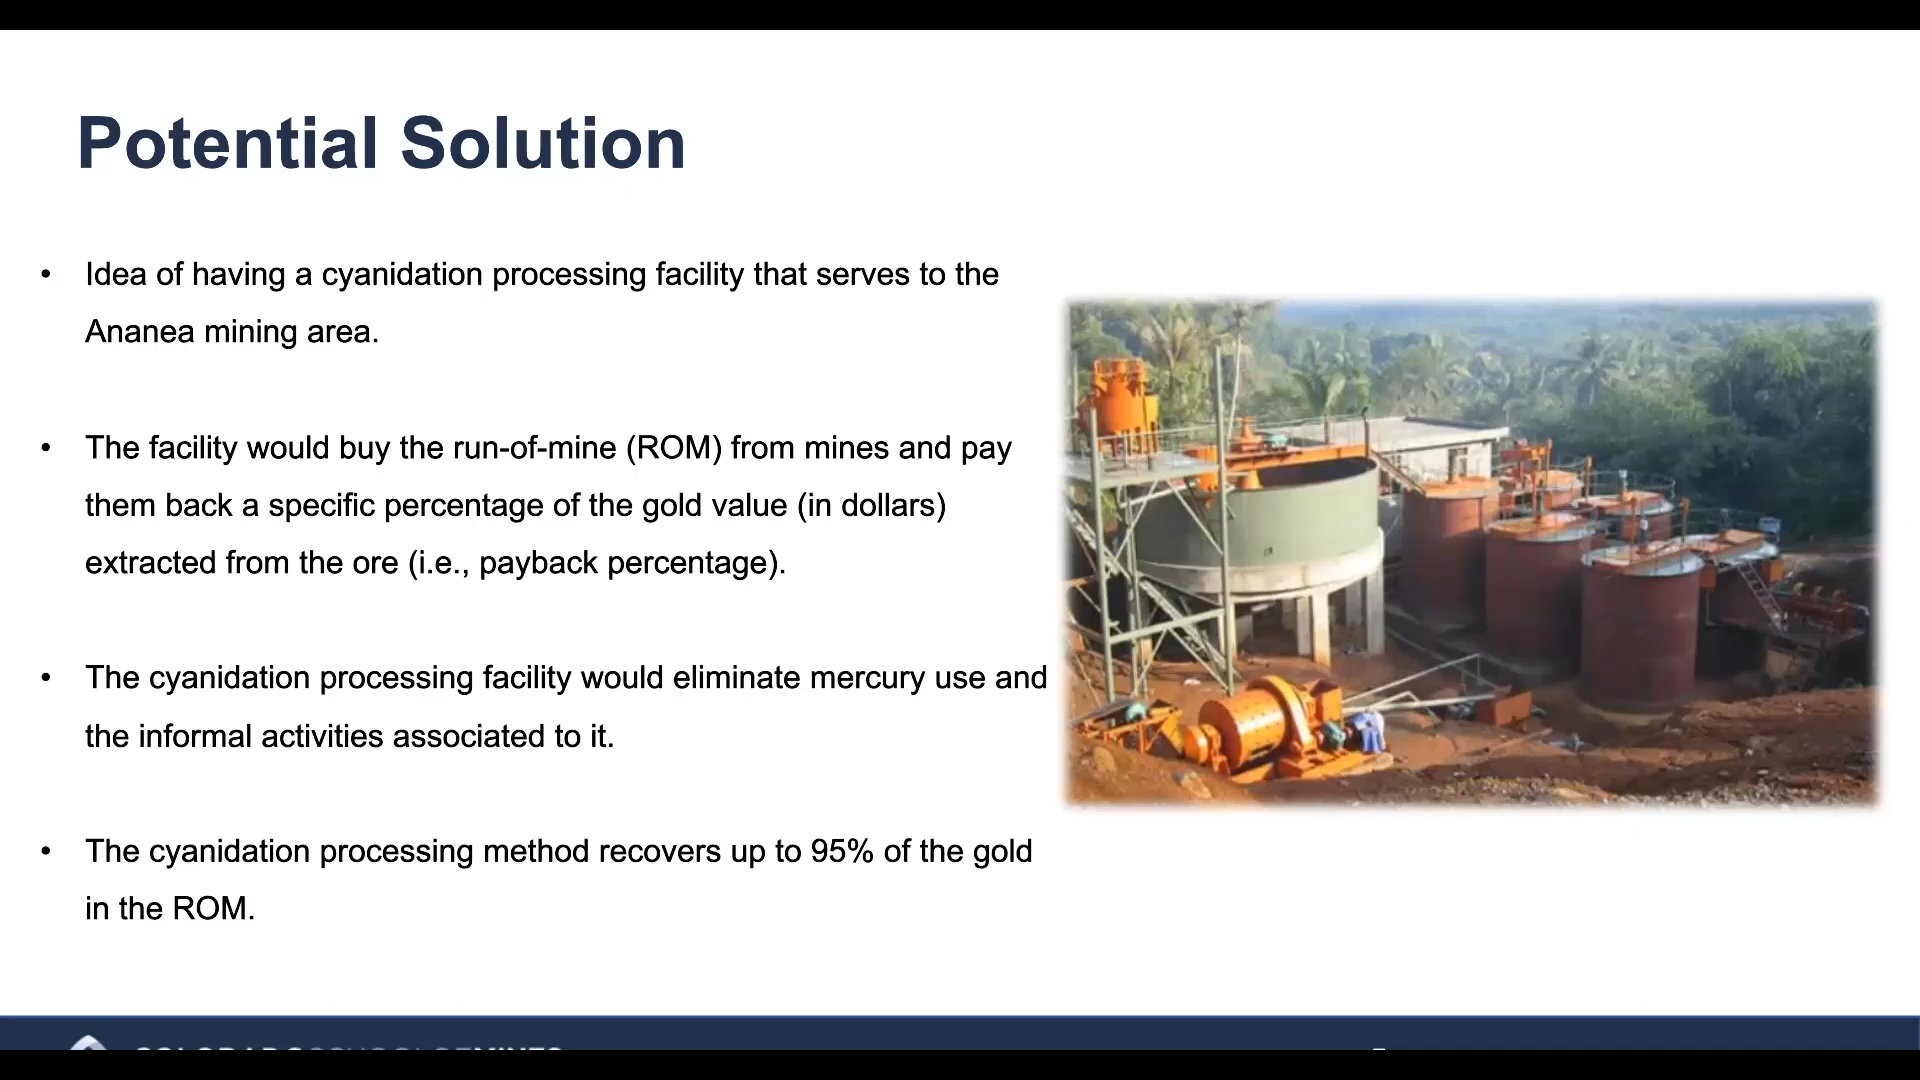 Potential Solution
• Idea of having a cyanidation processing facility that serves to the
Ananea mining area.
• The facility would buy the run-of-mine (ROM) from mines and pay
them back a specific percentage of the gold value (in dollars)
extracted from the ore (i.e., payback percentage).
• The cyanidation processing facility would eliminate mercury use and
the informal activities associated to it.
• The cyanidation processing method recovers up to 95% of the gold
in the ROM.
COLORADOSCHOOLOFMINES